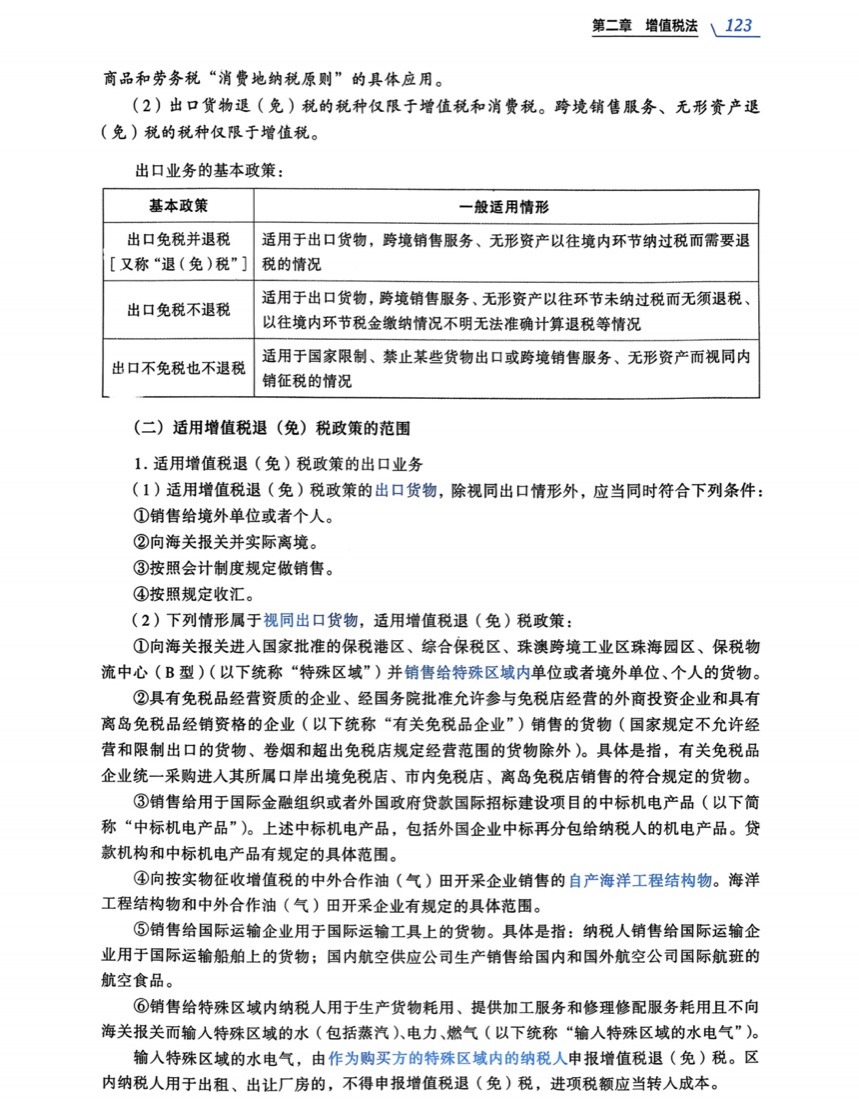 第二章 增值税法 123
商品和劳务税“消费地纳税原则”的具体应用。
（2）出口货物退（免）税的税种仅限于增值税和消费税。跨境销售服务、无形资产退
（免）税的税种仅限于增值税。
出口业务的基本政策：
基本政策 一般适用情形
出口免税并退税
［又称“退（免）税”］
适用于出口货物，跨境销售服务、无形资产以往境内环节纳过税而需要退
税的情况
出口免税不退税
适用于出口货物，跨境销售服务、无形资产以往环节未纳过税而无须退税、
以往境内环节税金缴纳情况不明无法准确计算退税等情况
出口不免税也不退税
适用于国家限制、禁止某些货物出口或跨境销售服务、无形资产而视同内
销征税的情况
（二）适用增值税退（免）税政策的范围
1. 适用增值税退（免）税政策的出口业务
（1）适用增值税退（免）税政策的出口货物，除视同出口情形外，应当同时符合下列条件：
①销售给境外单位或者个人。
②向海关报关并实际离境。
③按照会计制度规定做销售。
④按照规定收汇。
（2）下列情形属于视同出口货物，适用增值税退（免）税政策：
①向海关报关进入国家批准的保税港区、综合保税区、珠澳跨境工业区珠海园区、保税物
流中心（B 型）（以下统称“特殊区域”）并销售给特殊区域内单位或者境外单位、个人的货物。
②具有免税品经营资质的企业、经国务院批准允许参与免税店经营的外商投资企业和具有
离岛免税品经销资格的企业（以下统称“有关免税品企业”）销售的货物（国家规定不允许经
营和限制出口的货物、卷烟和超出免税店规定经营范围的货物除外）。具体是指，有关免税品
企业统一采购进入其所属口岸出境免税店、市内免税店、离岛免税店销售的符合规定的货物。
③销售给用于国际金融组织或者外国政府贷款国际招标建设项目的中标机电产品（以下简
称“中标机电产品”）。上述中标机电产品，包括外国企业中标再分包给纳税人的机电产品。贷
款机构和中标机电产品有规定的具体范围。
④向按实物征收增值税的中外合作油（气）田开采企业销售的自产海洋工程结构物。海洋
工程结构物和中外合作油（气）田开采企业有规定的具体范围。
⑤销售给国际运输企业用于国际运输工具上的货物。具体是指：纳税人销售给国际运输企
业用于国际运输船舶上的货物；国内航空供应公司生产销售给国内和国外航空公司国际航班的
航空食品。
⑥销售给特殊区域内纳税人用于生产货物耗用、提供加工服务和修理修配服务耗用且不向
海关报关而输入特殊区域的水（包括蒸汽）、电力、燃气（以下统称“输入特殊区域的水电气”）。
输入特殊区域的水电气，由作为购买方的特殊区域内的纳税人申报增值税退（免）税。区
内纳税人用于出租、出让厂房的，不得申报增值税退（免）税，进项税额应当转入成本。